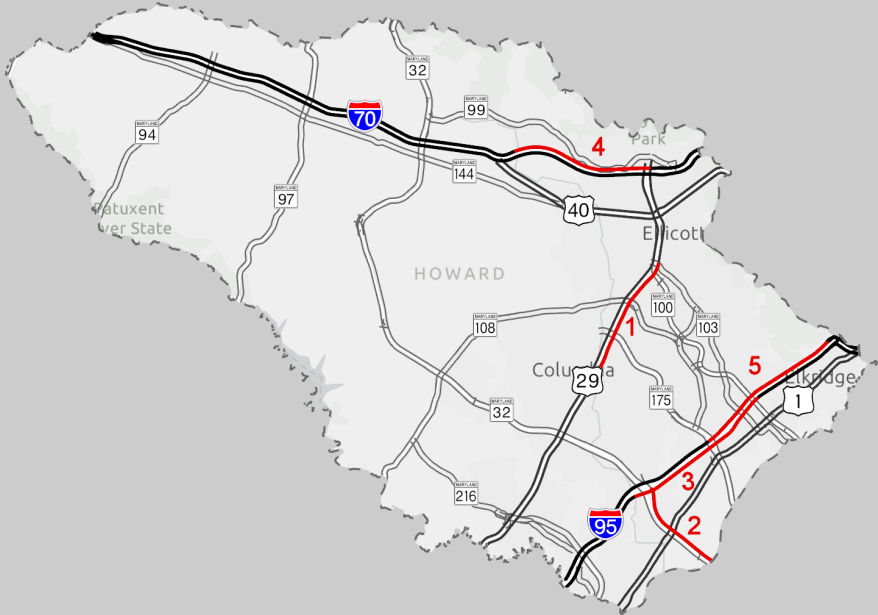 MARYLAND
32
MARYLAND
99
70
MARYLAND
94
4
Park
MARYLAND
144
MARYLAND
97
40
Patuxent
ver State
Ellicott
HOWARD
MARYLAND
100
MARYLAND
108
1
MARYLAND
103
5
Columbia
29
Elkridge
MARYLAND
175
1
MARYLAND
32
3
MARYLAND
216
95
2